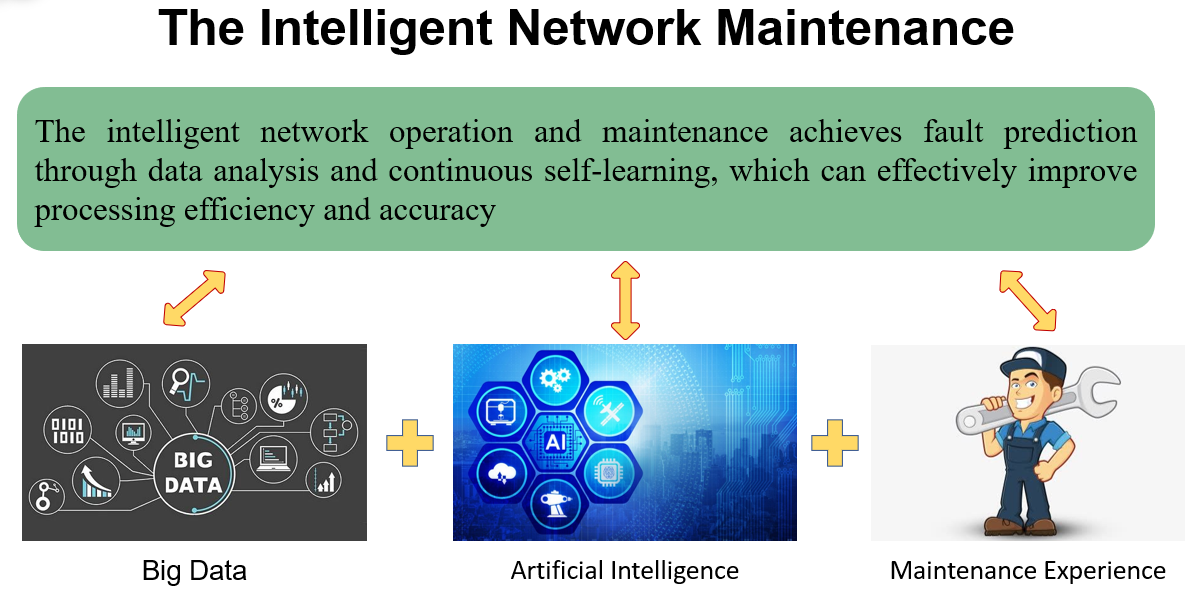 The Intelligent Network Maintenance
The intelligent network operation and maintenance achieves fault prediction
through data analysis and continuous self-learning, which can effectively improve
processing efficiency and accuracy
0101
1010
%
BIG
DATA
AI
Big Data
Artificial Intelligence
Maintenance Experience